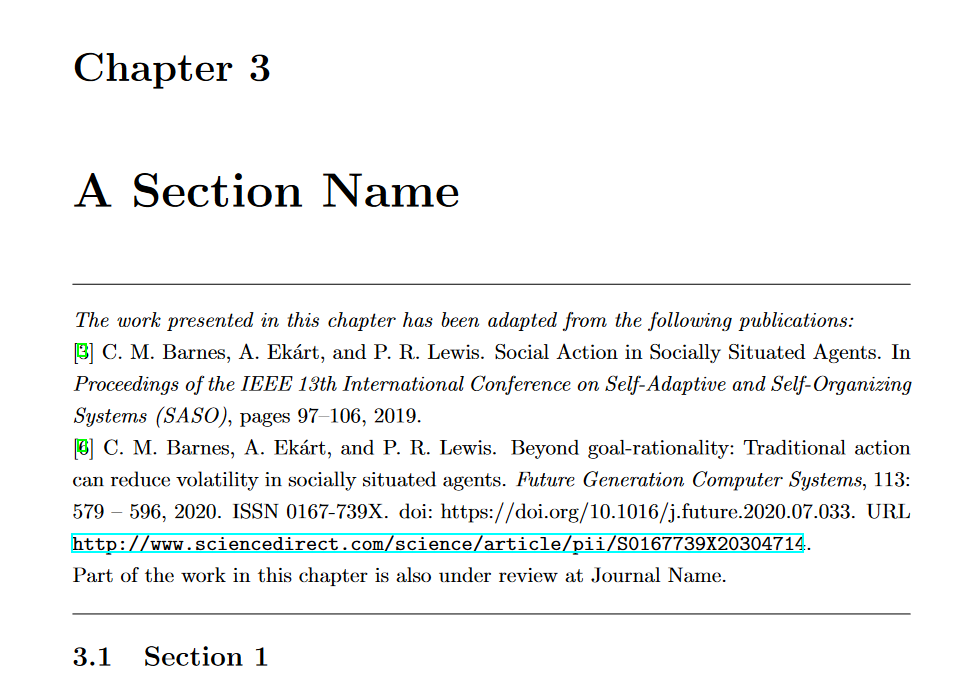 Chapter 3
A Section Name
The work presented in this chapter has been adapted from the following publications:
[3] C. M. Barnes, A. Ekárt, and P. R. Lewis. Social Action in Socially Situated Agents. In
Proceedings of the IEEE 13th International Conference on Self-Adaptive and Self-Organizing
Systems (SASO), pages 97–106, 2019.
[6] C. M. Barnes, A. Ekárt, and P. R. Lewis. Beyond goal-rationality: Traditional action
can reduce volatility in socially situated agents. Future Generation Computer Systems, 113:
579 – 596, 2020. ISSN 0167-739X. doi: https://doi.org/10.1016/j.future.2020.07.033. URL
http://www.sciencedirect.com/science/article/pii/S0167739X20304714.
Part of the work in this chapter is also under review at Journal Name.
3.1 Section 1